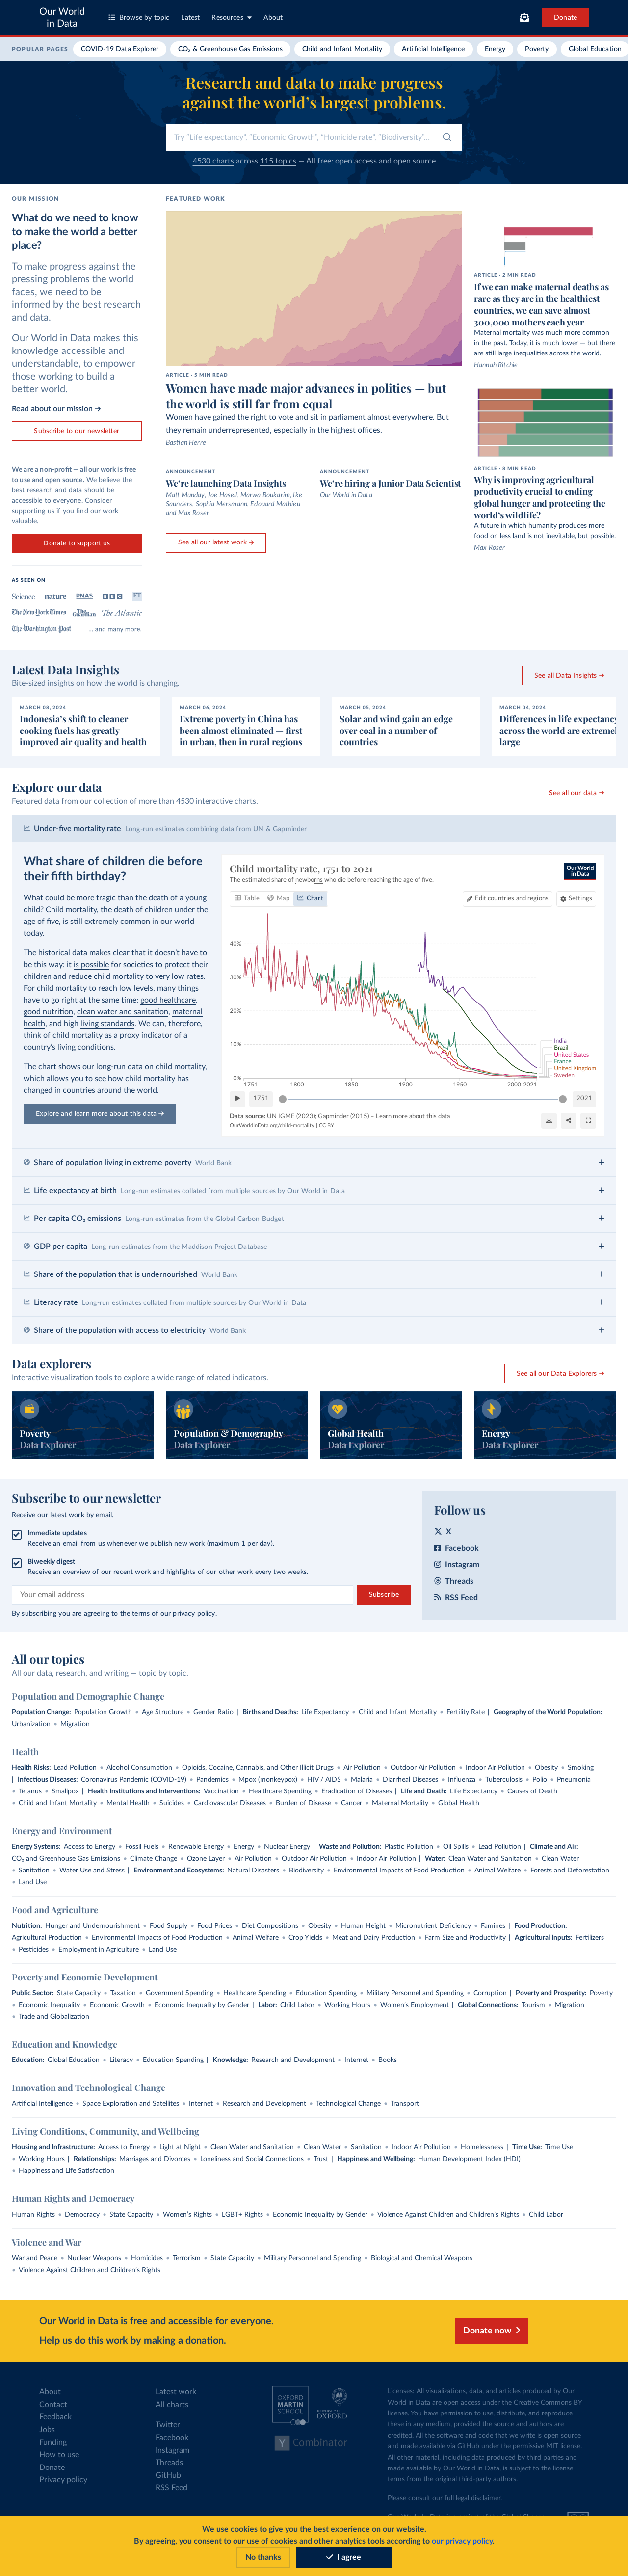 Our World
in Data
Browse by topic
Latest
Resources
About
Donate
POPULAR PAGES
COVID-19 Data Explorer
CO₂ & Greenhouse Gas Emissions
Child and Infant Mortality
Artificial Intelligence
Energy
Poverty
Global Education
Research and data to make progress
against the world’s largest problems.
Try "Life expectancy", "Economic Growth", "Homicide rate", "Biodiversity"...
4530 charts across 115 topics — All free: open access and open source
OUR MISSION
What do we need to know
to make the world a better
place?
To make progress against the
pressing problems the world
faces, we need to be
informed by the best research
and data.
Our World in Data makes this
knowledge accessible and
understandable, to empower
those working to build a
better world.
Read about our mission →
Subscribe to our newsletter
We are a non-profit — all our work is free
to use and open source. We believe the
best research and data should be
accessible to everyone. Consider
supporting us if you find our work
valuable.
Donate to support us
AS SEEN ON
Science
nature
PNAS
BBC
FT
The New York Times
The Guardian
The Atlantic
The Washington Post
... and many more.
FEATURED WORK
ARTICLE • 5 MIN READ
Women have made major advances in politics — but
the world is still far from equal
Women have gained the right to vote and sit in parliament almost everywhere. But
they remain underrepresented, especially in the highest offices.
Bastian Herre
ANNOUNCEMENT
We’re launching Data Insights
Matt Munday, Joe Hasell, Marwa Boukarim, Ike
Saunders, Sophia Mersmann, Edouard Mathieu
and Max Roser
ANNOUNCEMENT
We’re hiring a Junior Data Scientist
Our World in Data
See all our latest work →
ARTICLE • 2 MIN READ
If we can make maternal deaths as
rare as they are in the healthiest
countries, we can save almost
300,000 mothers each year
Maternal mortality was much more common
in the past. Today, it is much lower — but there
are still large inequalities across the world.
Hannah Ritchie
ARTICLE • 8 MIN READ
Why is improving agricultural
productivity crucial to ending
global hunger and protecting the
world’s wildlife?
A future in which humanity produces more
food on less land is not inevitable, but possible.
Max Roser
Latest Data Insights
Bite-sized insights on how the world is changing.
See all Data Insights →
MARCH 08, 2024
Indonesia’s shift to cleaner
cooking fuels has greatly
improved air quality and health
MARCH 06, 2024
Extreme poverty in China has
been almost eliminated — first
in urban, then in rural regions
MARCH 05, 2024
Solar and wind gain an edge
over coal in a number of
countries
MARCH 04, 2024
Differences in life expectancy
across the world are
large
Explore our data
Featured data from our collection of more than 4530 interactive charts.
See all our data →
Under-five mortality rate Long-run estimates combining data from UN & Gapminder
What share of children die before
their fifth birthday?
What could be more tragic than the death of a young
child? Child mortality, the death of children under the
age of five, is still extremely common in our world
today.
The historical data makes clear that it doesn’t have to
be this way: it is possible for societies to protect their
children and reduce child mortality to very low rates.
For child mortality to reach low levels, many things
have to go right at the same time: good healthcare,
good nutrition, clean water and sanitation, maternal
health, and high living standards. We can, therefore,
think of child mortality as a proxy indicator of a
country’s living conditions.
The chart shows our long-run data on child mortality,
which allows you to see how child mortality has
changed in countries around the world.
Explore and learn more about this data →
Child mortality rate, 1751 to 2021
The estimated share of newborns who die before reaching the age of five.
Our World
in Data
Table
Map
Chart
Edit countries and regions
Settings
40%
30%
20%
10%
0%
1751
1800
1850
1900
1950
2000
2021
India
Brazil
United States
France
United Kingdom
Sweden
1751
2021
Data source: UN IGME (2023); Gapminder (2015) – Learn more about this data
OurWorldInData.org/child-mortality | CC BY
Share of population living in extreme poverty World Bank
Life expectancy at birth Long-run estimates collated from multiple sources by Our World in Data
Per capita CO₂ emissions Long-run estimates from the Global Carbon Budget
GDP per capita Long-run estimates from the Maddison Project Database
Share of the population that is undernourished World Bank
Literacy rate Long-run estimates collated from multiple sources by Our World in Data
Share of the population with access to electricity World Bank
Data explorers
Interactive visualization tools to explore a wide range of related indicators.
See all our Data Explorers →
Poverty
Data Explorer
Population & Demography
Data Explorer
Global Health
Data Explorer
Energy
Data Explorer
Subscribe to our newsletter
Receive our latest work by email.
Immediate updates
Receive an email from us whenever we publish new work (maximum 1 per day).
Biweekly digest
Receive an overview of our recent work and highlights of our other work every two weeks.
Your email address
Subscribe
By subscribing you are agreeing to the terms of our privacy policy.
Follow us
X
Facebook
Instagram
Threads
RSS Feed
All our topics
All our data, research, and writing — topic by topic.
Population and Demographic Change
Population Change: Population Growth • Age Structure • Gender Ratio | Births and Deaths: Life Expectancy • Child and Infant Mortality • Fertility Rate | Geography of the World Population:
Urbanization • Migration
Health
Health Risks: Lead Pollution • Alcohol Consumption • Opioids, Cocaine, Cannabis, and Other Illicit Drugs • Air Pollution • Outdoor Air Pollution • Indoor Air Pollution • Obesity • Smoking
| Infectious Diseases: Coronavirus Pandemic (COVID-19) • Pandemics • Mpox (monkeypox) • HIV / AIDS • Malaria • Diarrheal Diseases • Influenza • Tuberculosis • Polio • Pneumonia
• Tetanus • Smallpox | Health Institutions and Interventions: Vaccination • Healthcare Spending • Eradication of Diseases | Life and Death: Life Expectancy • Causes of Death
• Child and Infant Mortality • Mental Health • Suicides • Cardiovascular Diseases • Burden of Disease • Cancer • Maternal Mortality • Global Health
Energy and Environment
Energy Systems: Access to Energy • Fossil Fuels • Renewable Energy • Energy • Nuclear Energy | Waste and Pollution: Plastic Pollution • Oil Spills • Lead Pollution | Climate and Air:
CO₂ and Greenhouse Gas Emissions • Climate Change • Ozone Layer • Air Pollution • Outdoor Air Pollution • Indoor Air Pollution | Water: Clean Water and Sanitation • Clean Water
• Sanitation • Water Use and Stress | Environment and Ecosystems: Natural Disasters • Biodiversity • Environmental Impacts of Food Production • Animal Welfare • Forests and Deforestation
• Land Use
Food and Agriculture
Nutrition: Hunger and Undernourishment • Food Supply • Food Prices • Diet Compositions • Obesity • Human Height • Micronutrient Deficiency • Famines | Food Production:
Agricultural Production • Environmental Impacts of Food Production • Animal Welfare • Crop Yields • Meat and Dairy Production • Farm Size and Productivity | Agricultural Inputs: Fertilizers
• Pesticides • Employment in Agriculture • Land Use
Poverty and Economic Development
Public Sector: State Capacity • Taxation • Government Spending • Healthcare Spending • Education Spending • Military Personnel and Spending • Corruption | Poverty and Prosperity: Poverty
• Economic Inequality • Economic Growth • Economic Inequality by Gender | Labor: Child Labor • Working Hours • Women’s Employment | Global Connections: Tourism • Migration
• Trade and Globalization
Education and Knowledge
Education: Global Education • Literacy • Education Spending | Knowledge: Research and Development • Internet • Books
Innovation and Technological Change
Artificial Intelligence • Space Exploration and Satellites • Internet • Research and Development • Technological Change • Transport
Living Conditions, Community, and Wellbeing
Housing and Infrastructure: Access to Energy • Light at Night • Clean Water and Sanitation • Clean Water • Sanitation • Indoor Air Pollution • Homelessness | Time Use: Time Use
• Working Hours | Relationships: Marriages and Divorces • Loneliness and Social Connections • Trust | Happiness and Wellbeing: Human Development Index (HDI)
• Happiness and Life Satisfaction
Human Rights and Democracy
Human Rights • Democracy • State Capacity • Women’s Rights • LGBT+ Rights • Economic Inequality by Gender • Violence Against Children and Children’s Rights • Child Labor
Violence and War
War and Peace • Nuclear Weapons • Homicides • Terrorism • State Capacity • Military Personnel and Spending • Biological and Chemical Weapons
• Violence Against Children and Children’s Rights
Our World in Data is free and accessible for everyone.
Help us do this work by making a donation.
Donate now
About
Contact
Feedback
Jobs
Funding
How to use
Donate
Privacy policy
Latest work
All charts
Twitter
Facebook
Instagram
Threads
GitHub
RSS Feed
OXFORD
MARTIN
SCHOOL
UNIVERSITY OF
OXFORD
Y Combinator
Licenses: All visualizations, data, and articles produced by Our
World in Data are open access under the Creative Commons BY
license. You have permission to use, distribute, and reproduce
these in any medium, provided the source and authors are
credited. All the software and code that we write is open source
and made available via GitHub under the permissive MIT license.
All other material, including data produced by third parties and
made available by Our World in Data, is subject to the license
terms from the original third-party authors.
Please consult our full legal disclaimer.
We use cookies to give you the best experience on our website.
By agreeing, you consent to our use of cookies and other analytics tools according to our privacy policy.
No thanks
I agree